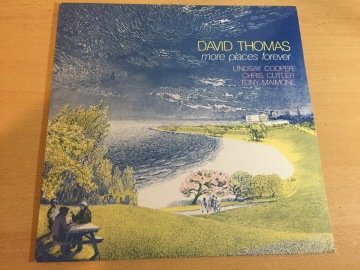 DAVID THOMAS
more places forever
LINDSAY COOPER
CHRIS CUTLER
TONY MAIMONE